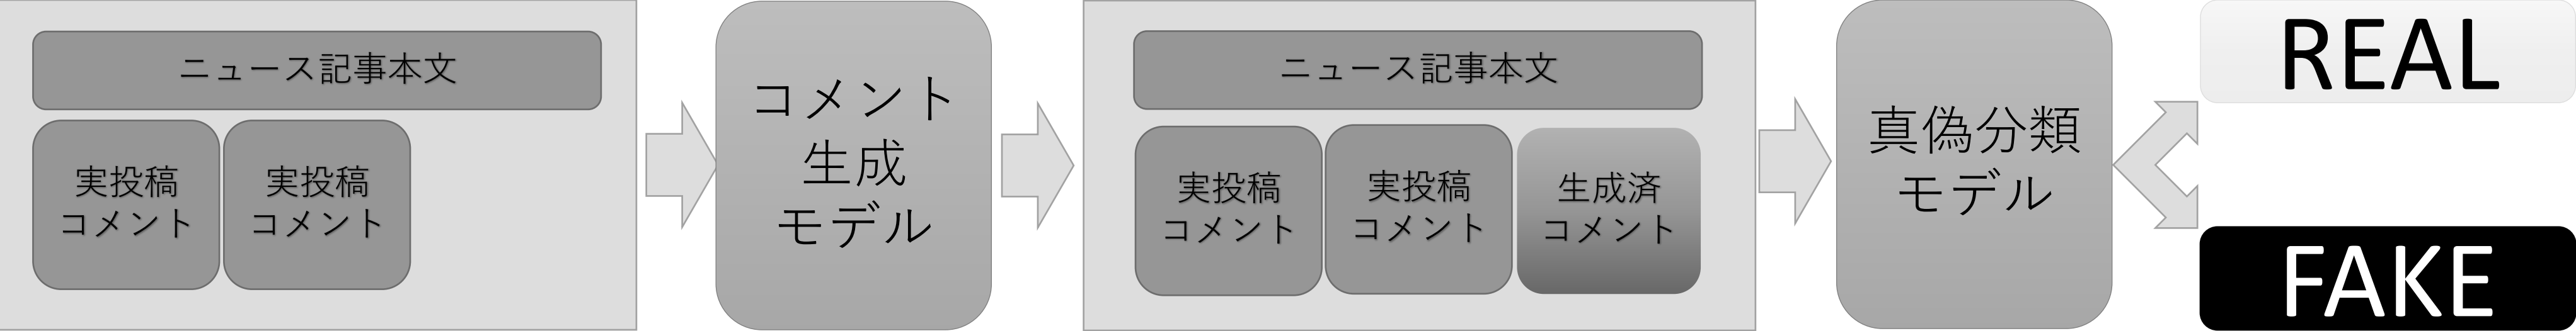 ニュース記事本文
実投稿
コメント
実投稿
コメント
コメント
生成
モデル
ニュース記事本文
実投稿
コメント
実投稿
コメント
生成済
コメント
真偽分類
モデル
REAL
FAKE